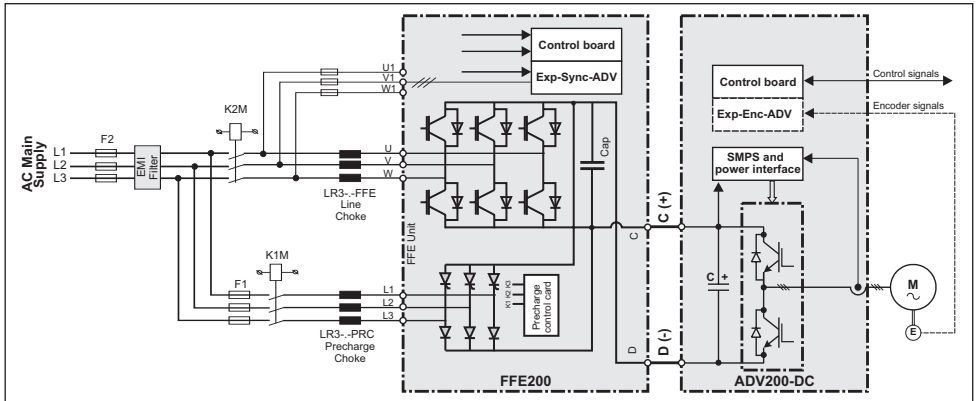 AC Main
Supply
L1
L2
L3
F2
EMI
Filter
K2M
U1
V1
W1
U
V
W
LR3-.-FFE
Line
Choke
F1
K1M
L1
L2
L3
LR3-.-PRC
Precharge
Choke
FFE Unit
Control board
Exp-Sync-ADV
Cap
K1 K2 K3
Precharge
control card
C
D
FFE200
C (+)
D (-)
Control board
Exp-Enc-ADV
SMPS and
power interface
C +
ADV200-DC
Control signals
Encoder signals
M
E